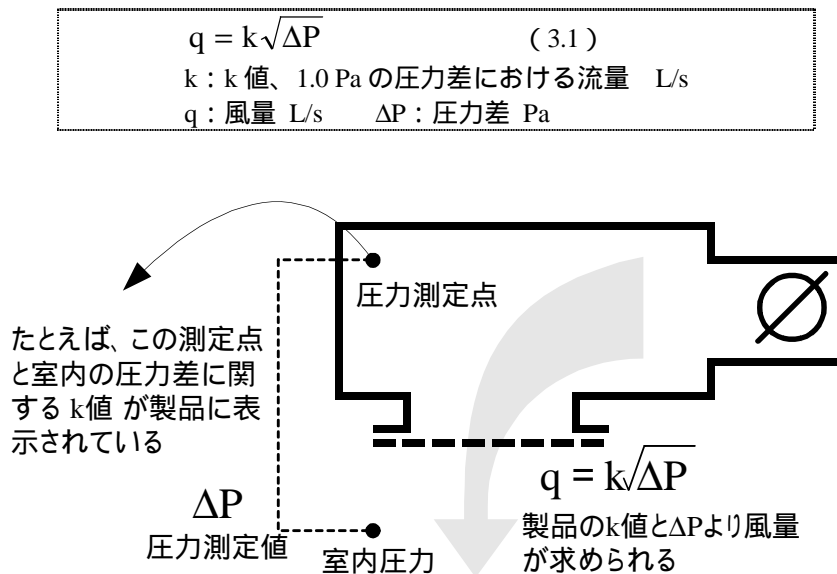 q = k√ΔP （3.1）
k：k 値、1.0 Pa の圧力差における流量 L/s
q：風量 L/s ΔP：圧力差 Pa
圧力測定点
たとえば、この測定点
と室内の圧力差に関
する k値 が製品に表
示されている
ΔP
圧力測定値
室内圧力
q = k√ΔP
製品のk値とΔPより風量
が求められる